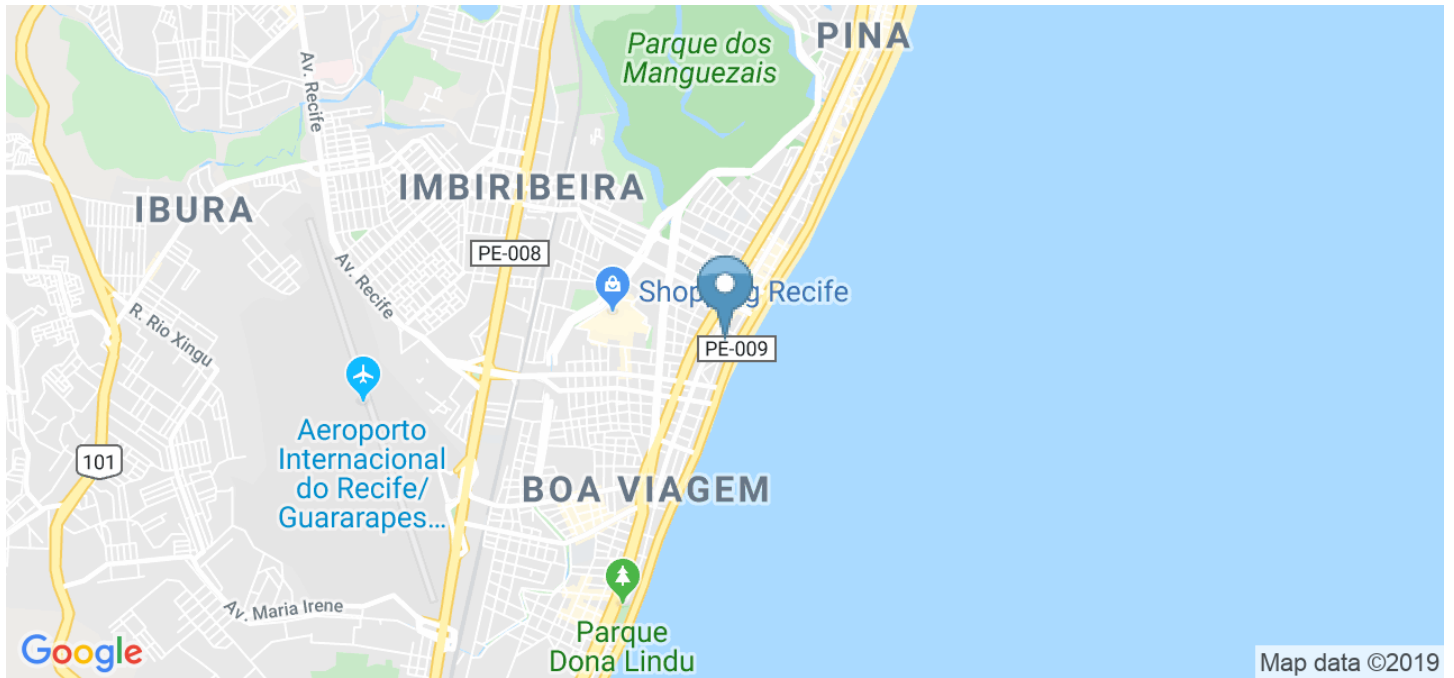 PINA
Parque dos
Manguezais
Av. Recife
IMBIRIBEIRA
IBURA
PE-008
Shopping Recife
Av. Recife
R. Rio Xingu
PE-009
Aeroporto
Internacional
do Recife/
Guararapes...
101
BOA VIAGEM
Av. Maria Irene
Parque
Dona Lindu
Google
Map data ©2019